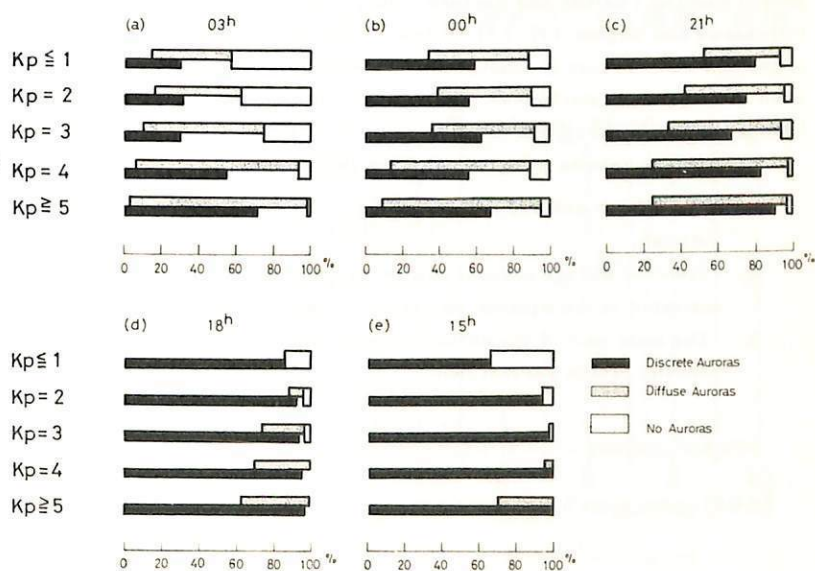 (a) 03h (b) 00h (c) 21h
Kp ≦ 1
Kp = 2
Kp = 3
Kp = 4
Kp ≧ 5
0 20 40 60 80 100 % 0 20 40 60 80 100 % 0 20 40 60 80 100 %
(d) 18h (e) 15h
Kp ≦ 1
Kp = 2
Kp = 3
Kp = 4
Kp ≧ 5
0 20 40 60 80 100 % 0 20 40 60 80 100 %
Discrete Auroras
Diffuse Auroras
No Auroras